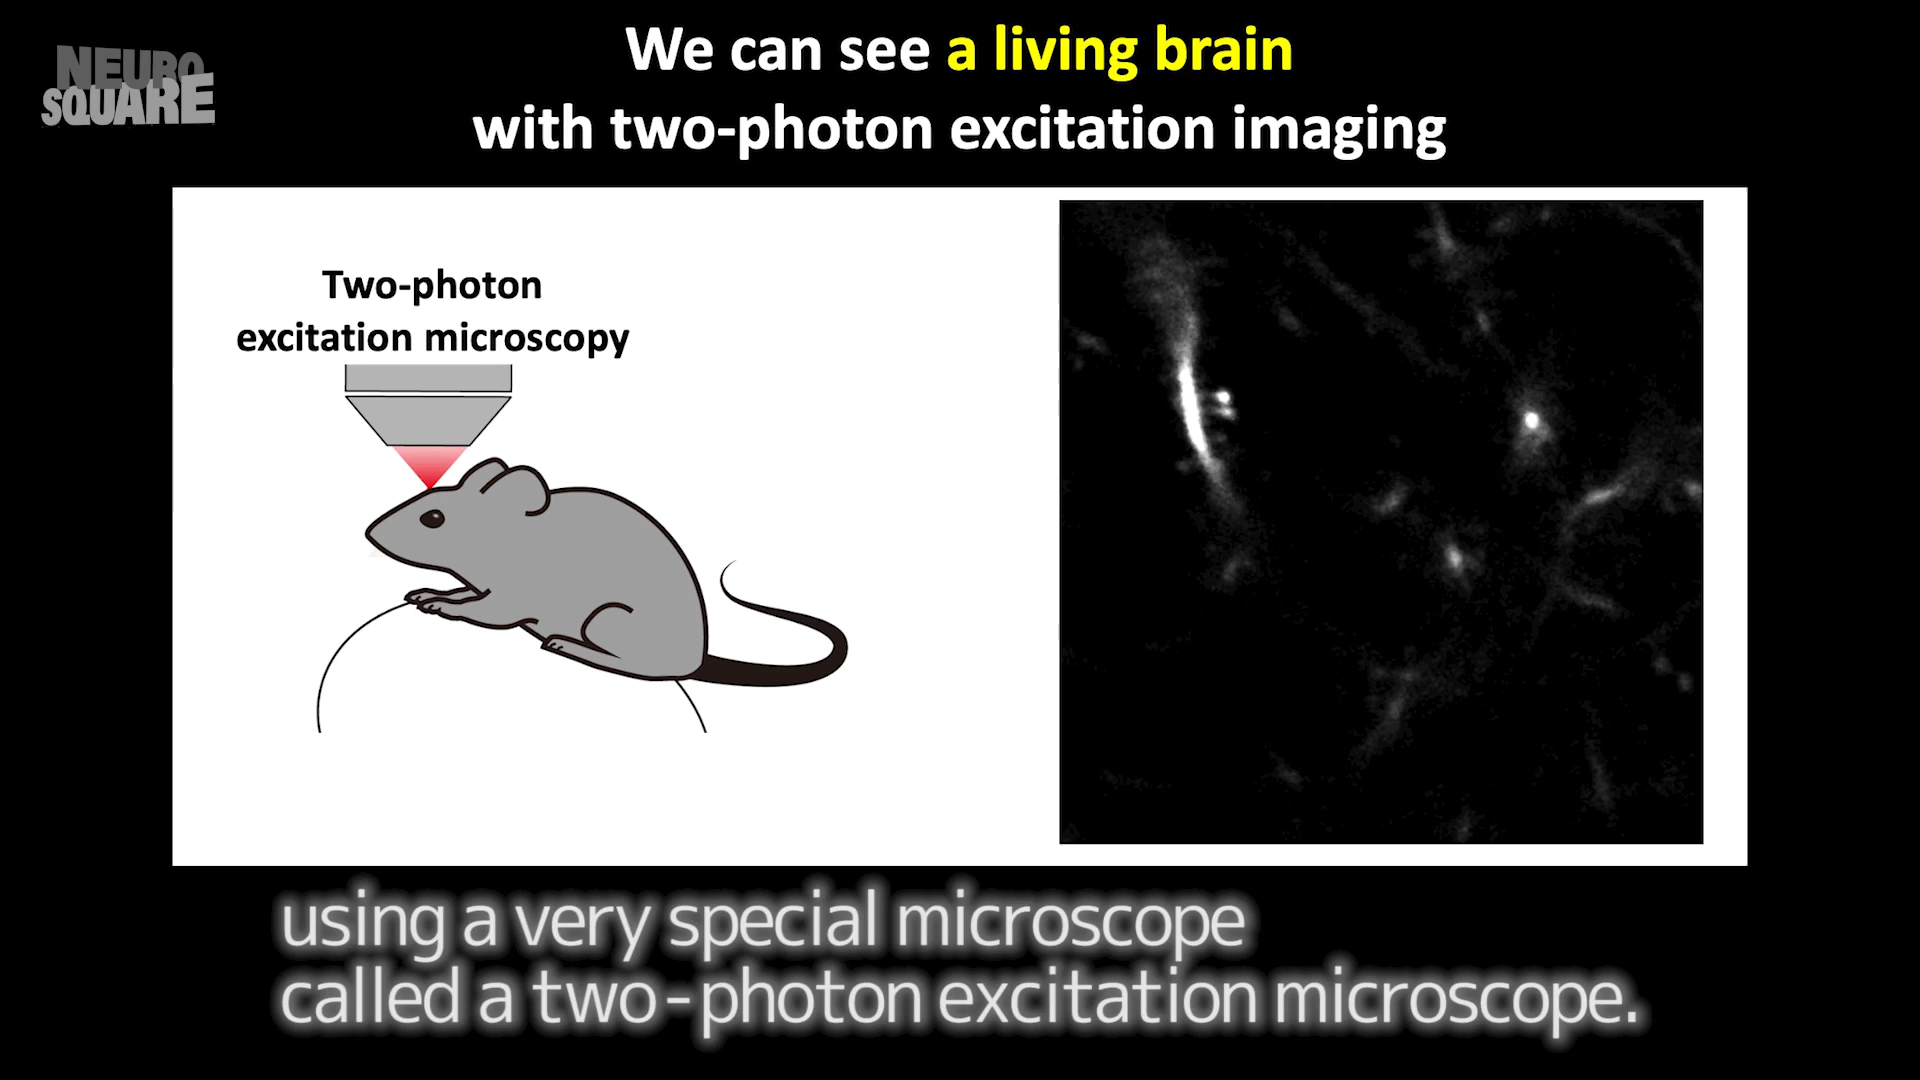 NEURO
SQUARE
We can see a living brain
with two-photon excitation imaging
Two-photon
excitation microscopy
using a very special microscope
called a two-photon excitation microscope.